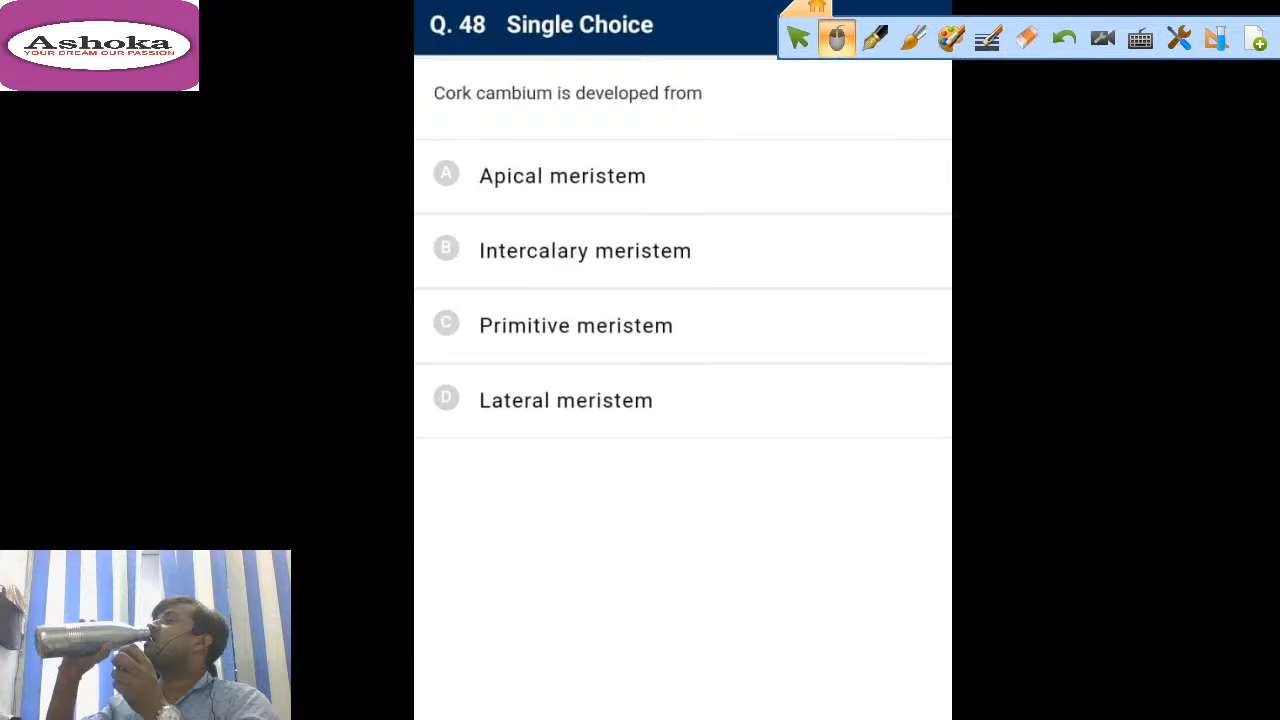 Ashoka
YOUR DREAM OUR PASSION
Q. 48 Single Choice
Cork cambium is developed from
A Apical meristem
B Intercalary meristem
C Primitive meristem
D Lateral meristem